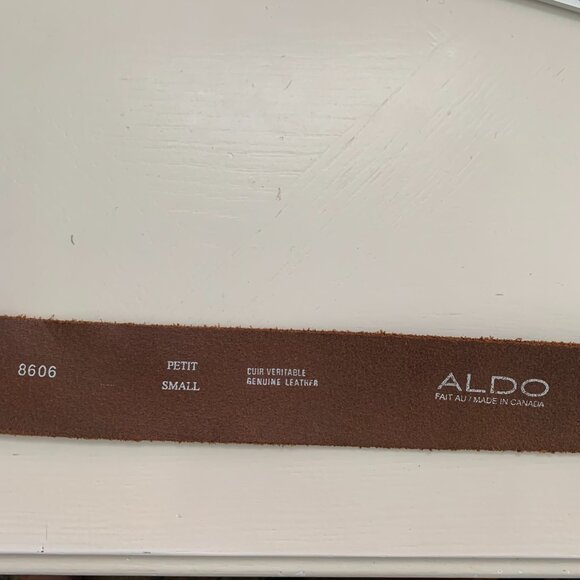 8606
PETIT
SMALL
CUIR VERITABLE
GENUINE LEATHER
ALDO
FAIT AU / MADE IN CANADA